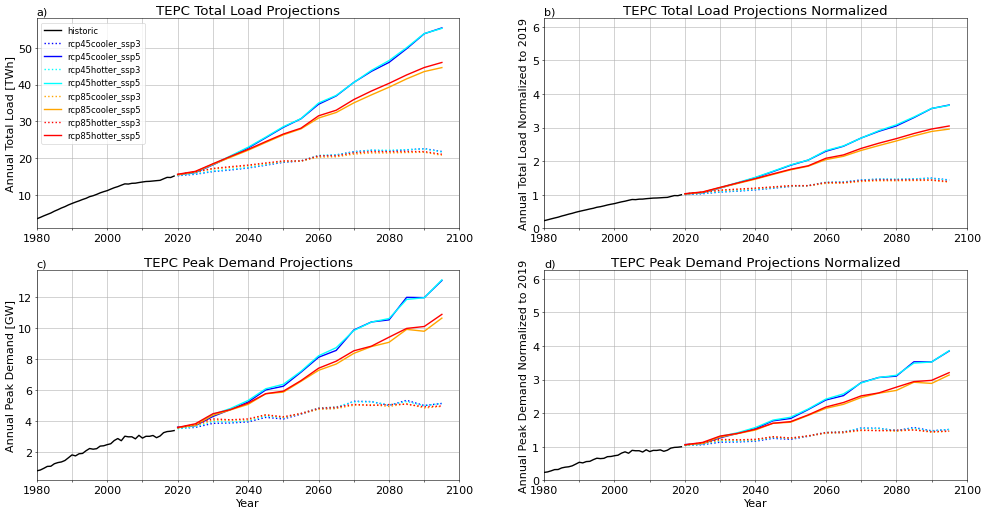 a) TEPC Total Load Projections
Annual Total Load [TWh]
50
40
30
20
10
historic
rcp45cooler_ssp3
rcp45cooler_ssp5
rcp45hotter_ssp3
rcp45hotter_ssp5
rcp85cooler_ssp3
rcp85cooler_ssp5
rcp85hotter_ssp3
rcp85hotter_ssp5
1980 2000 2020 2040 2060 2080 2100
b) TEPC Total Load Projections Normalized
Annual Total Load Normalized to 2019
6
5
4
3
2
1
0
1980 2000 2020 2040 2060 2080 2100
c) TEPC Peak Demand Projections
Annual Peak Demand [GW]
12
10
8
6
4
2
1980 2000 2020 2040 2060 2080 2100
Year
d) TEPC Peak Demand Projections Normalized
Annual Peak Demand Normalized to 2019
6
5
4
3
2
1
0
1980 2000 2020 2040 2060 2080 2100
Year